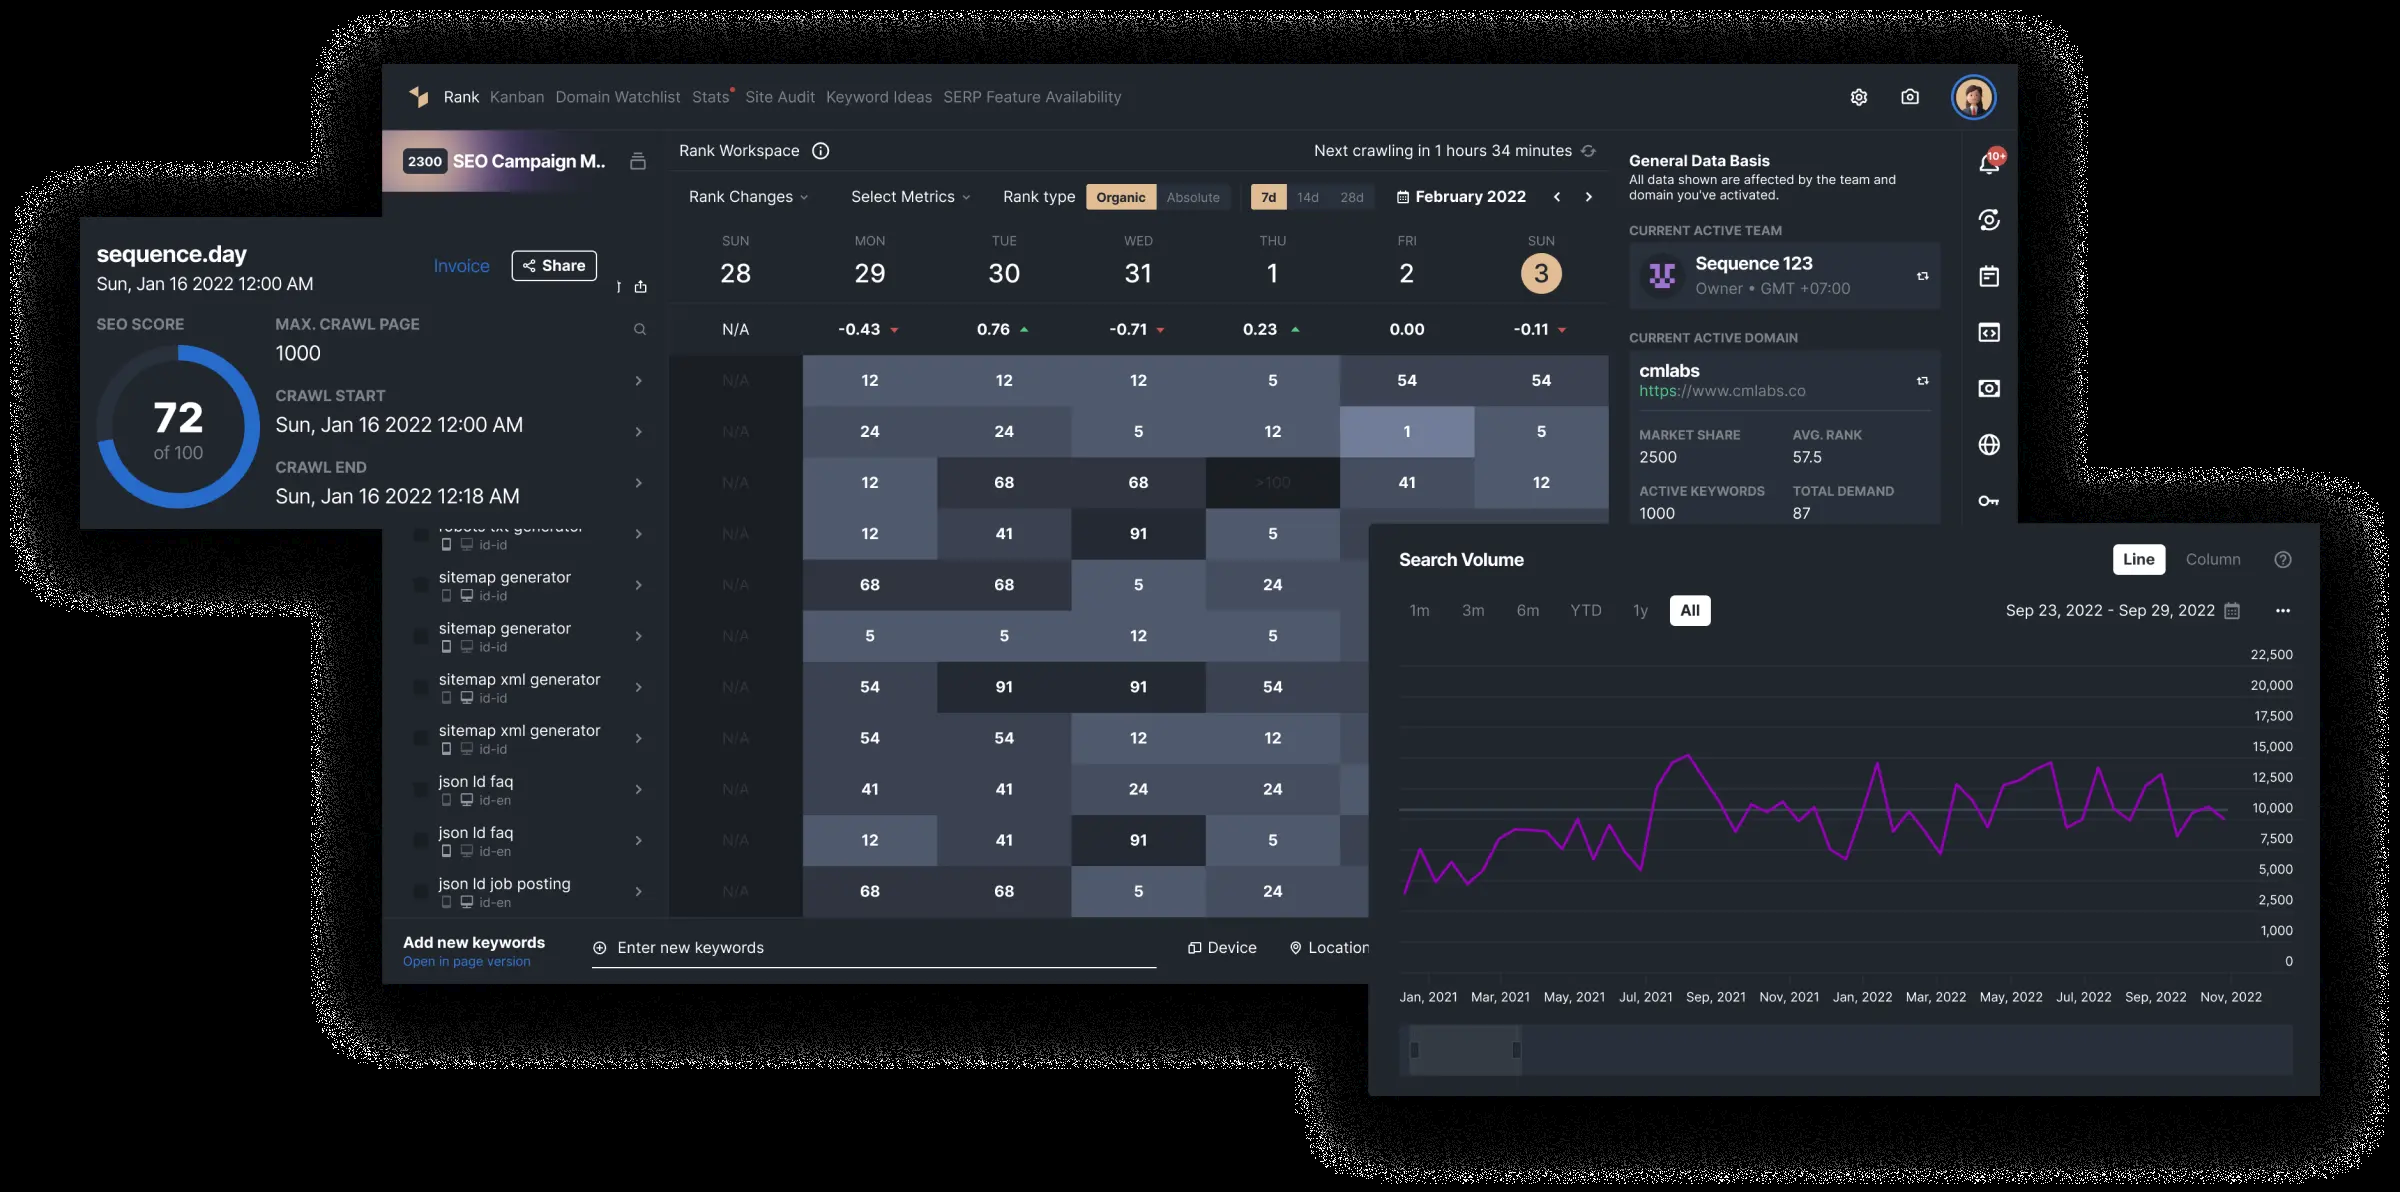 Rank Kanban Domain Watchlist Stats Site Audit Keyword Ideas SERP Feature Availability
2300 SEO Campaign M..
Rank Workspace
Next crawling in 1 hours 34 minutes
Rank Changes Select Metrics Rank type Organic Absolute 7d 14d 28d February 2022
SUN MON TUE WED THU FRI SUN
28 29 30 31 1 2 3
N/A -0.43 0.76 -0.71 0.23 0.00 -0.11
N/A 12 12 12 5 54 54
N/A 24 24 5 12 1 5
N/A 12 68 68 >100 41 12
N/A 12 41 91 5
N/A 68 68 5 24
N/A 5 5 12 5
N/A 54 91 91 54
N/A 54 54 12 12
N/A 41 41 24 24
N/A 12 41 91 5
N/A 68 68 5 24
sequence.day
Sun, Jan 16 2022 12:00 AM
Invoice
Share
SEO SCORE
72
of 100
MAX. CRAWL PAGE
1000
CRAWL START
Sun, Jan 16 2022 12:00 AM
CRAWL END
Sun, Jan 16 2022 12:18 AM
robots txt generator
id-id
sitemap generator
id-id
sitemap generator
id-id
sitemap xml generator
id-id
sitemap xml generator
id-id
json ld faq
id-en
json ld faq
id-en
json ld job posting
id-en
Add new keywords
Open in page version
Enter new keywords
Device
Location
General Data Basis
All data shown are affected by the team and
domain you've activated.
CURRENT ACTIVE TEAM
Sequence 123
Owner • GMT +07:00
CURRENT ACTIVE DOMAIN
cmlabs
https://www.cmlabs.co
MARKET SHARE AVG. RANK
2500 57.5
ACTIVE KEYWORDS TOTAL DEMAND
1000 87
10+
Search Volume
Line Column
1m 3m 6m YTD 1y All
Sep 23, 2022 - Sep 29, 2022
22,500
20,000
17,500
15,000
12,500
10,000
7,500
5,000
2,500
1,000
0
Jan, 2021 Mar, 2021 May, 2021 Jul, 2021 Sep, 2021 Nov, 2021 Jan, 2022 Mar, 2022 May, 2022 Jul, 2022 Sep, 2022 Nov, 2022